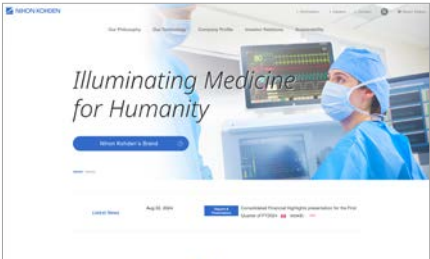 NIHON KOHDEN
Our Philosophy Our Technology Company Profile Investor Relations Sustainability
Illuminating Medicine
for Humanity
Nihon Kohden's Brand
Latest News
Aug 02, 2024
Consolidated Financial Highlights presentation for the First
Quarter of FY2024